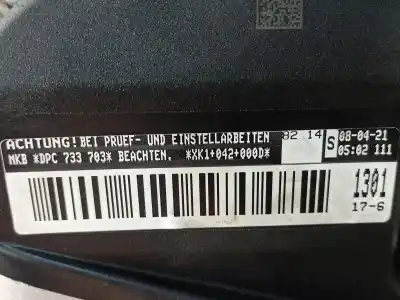 ACHTUNG! BEI PRUEF- UND EINSTELLARBEITEN
MKB *DPC 733 703* BEACHTEN. *XK1+042+000D*
82 14
S
08-04-21
05:02 111
1301
17-6